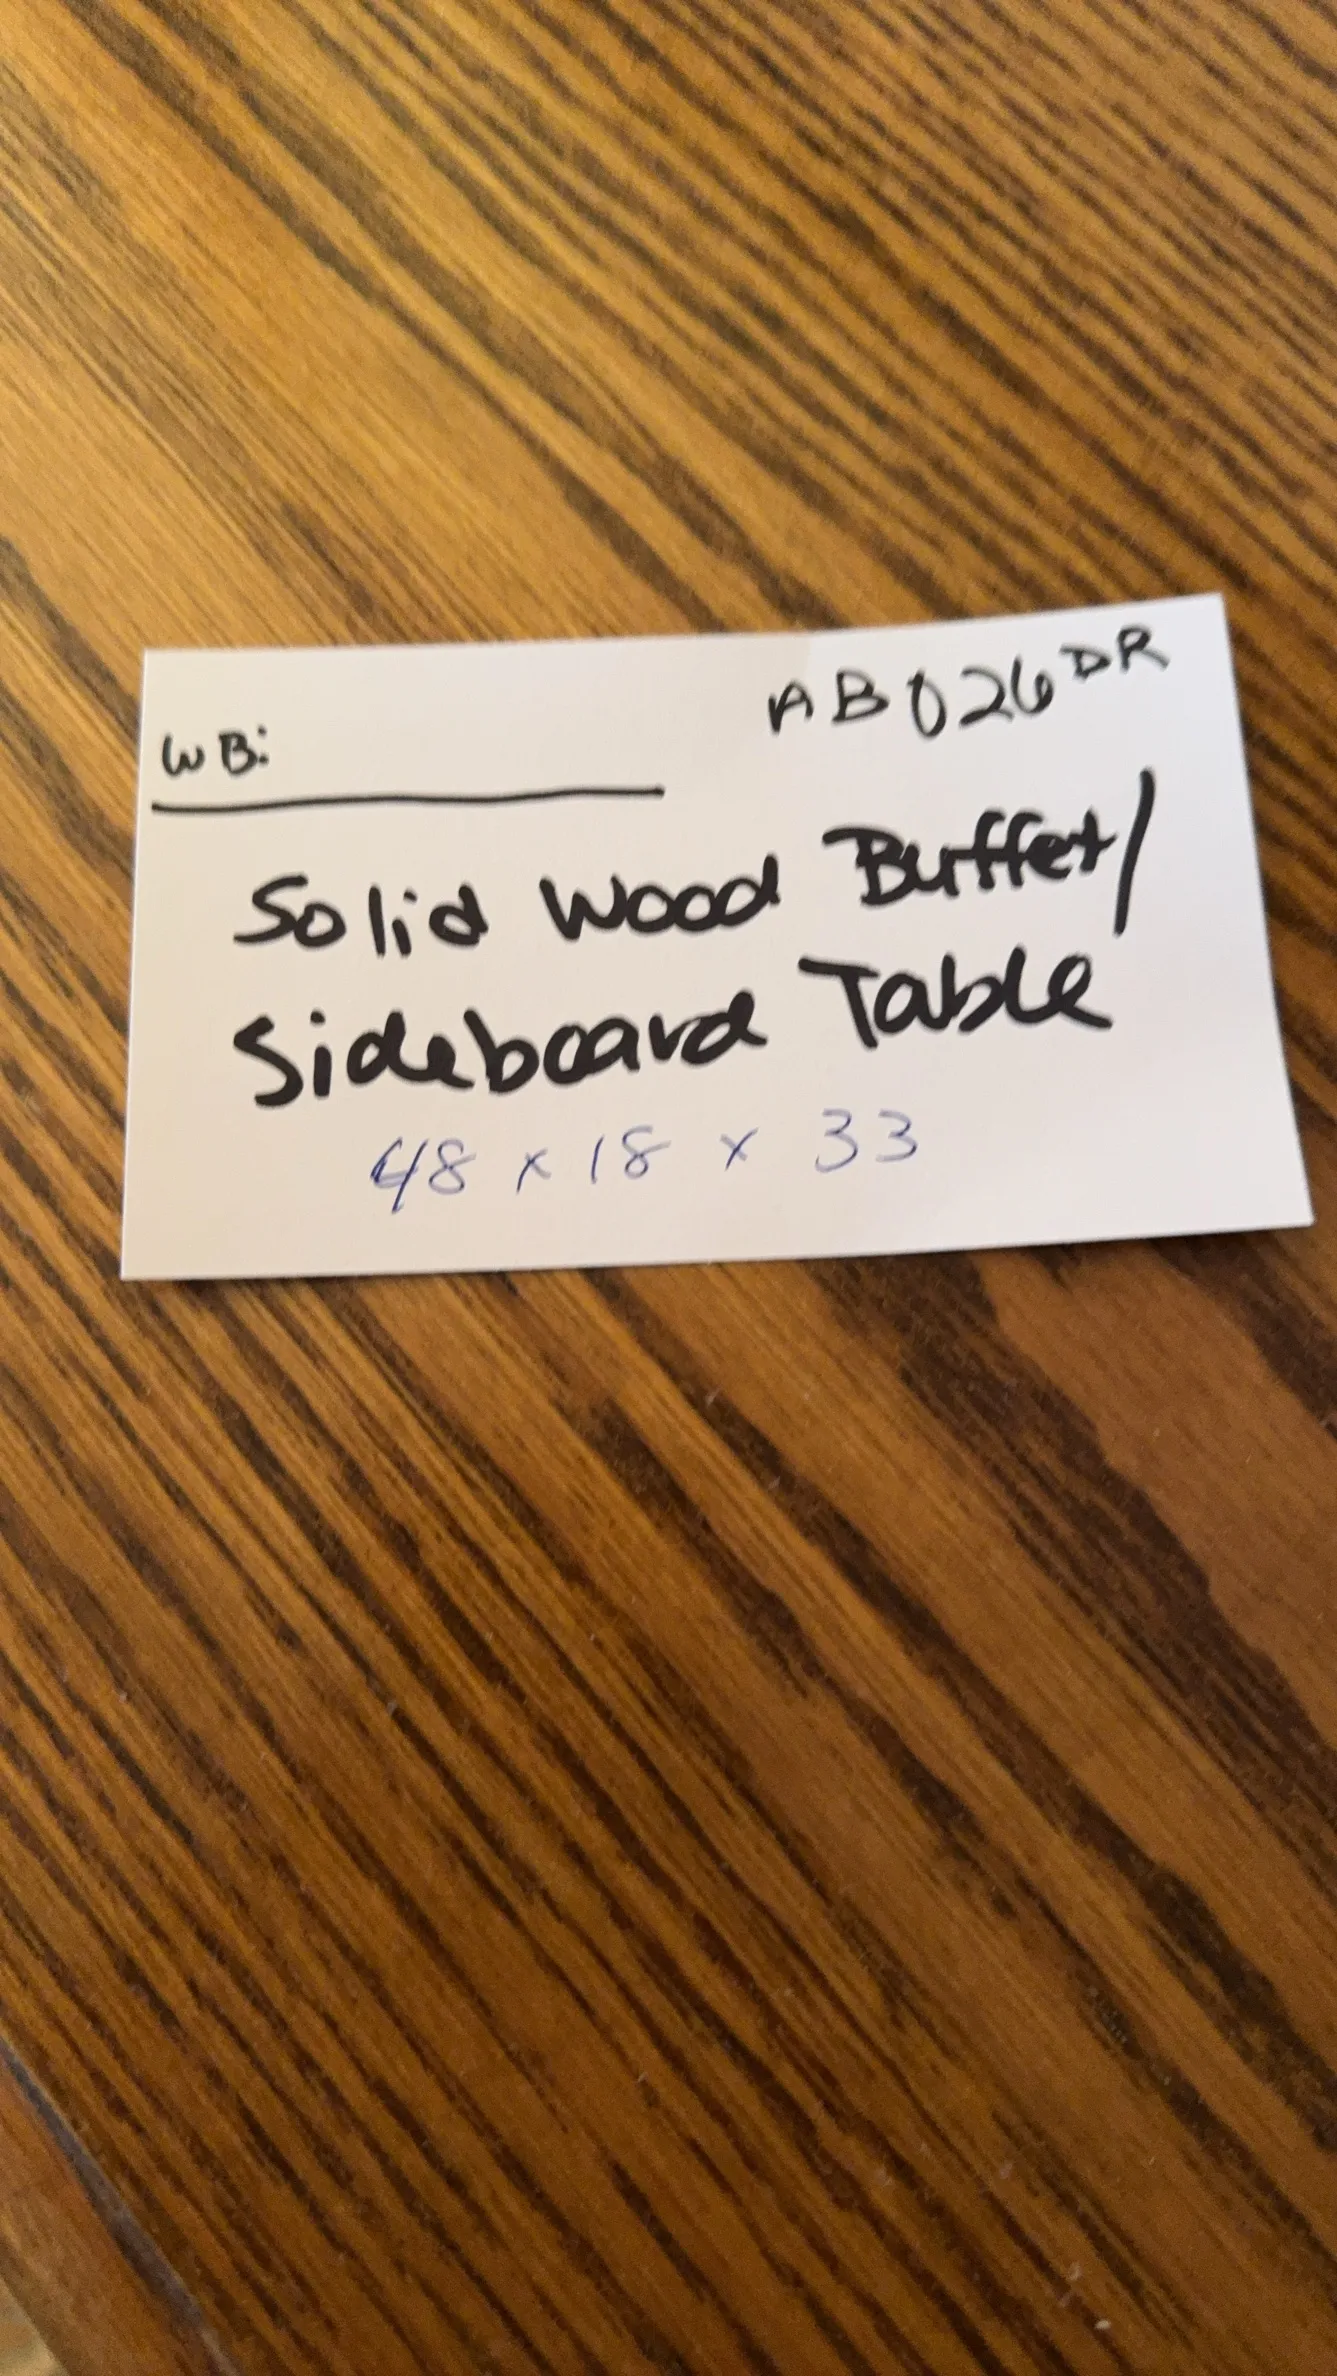 AB026DR
WB:
Solid Wood Buffet/
Sideboard Table
48 x 18 x 33